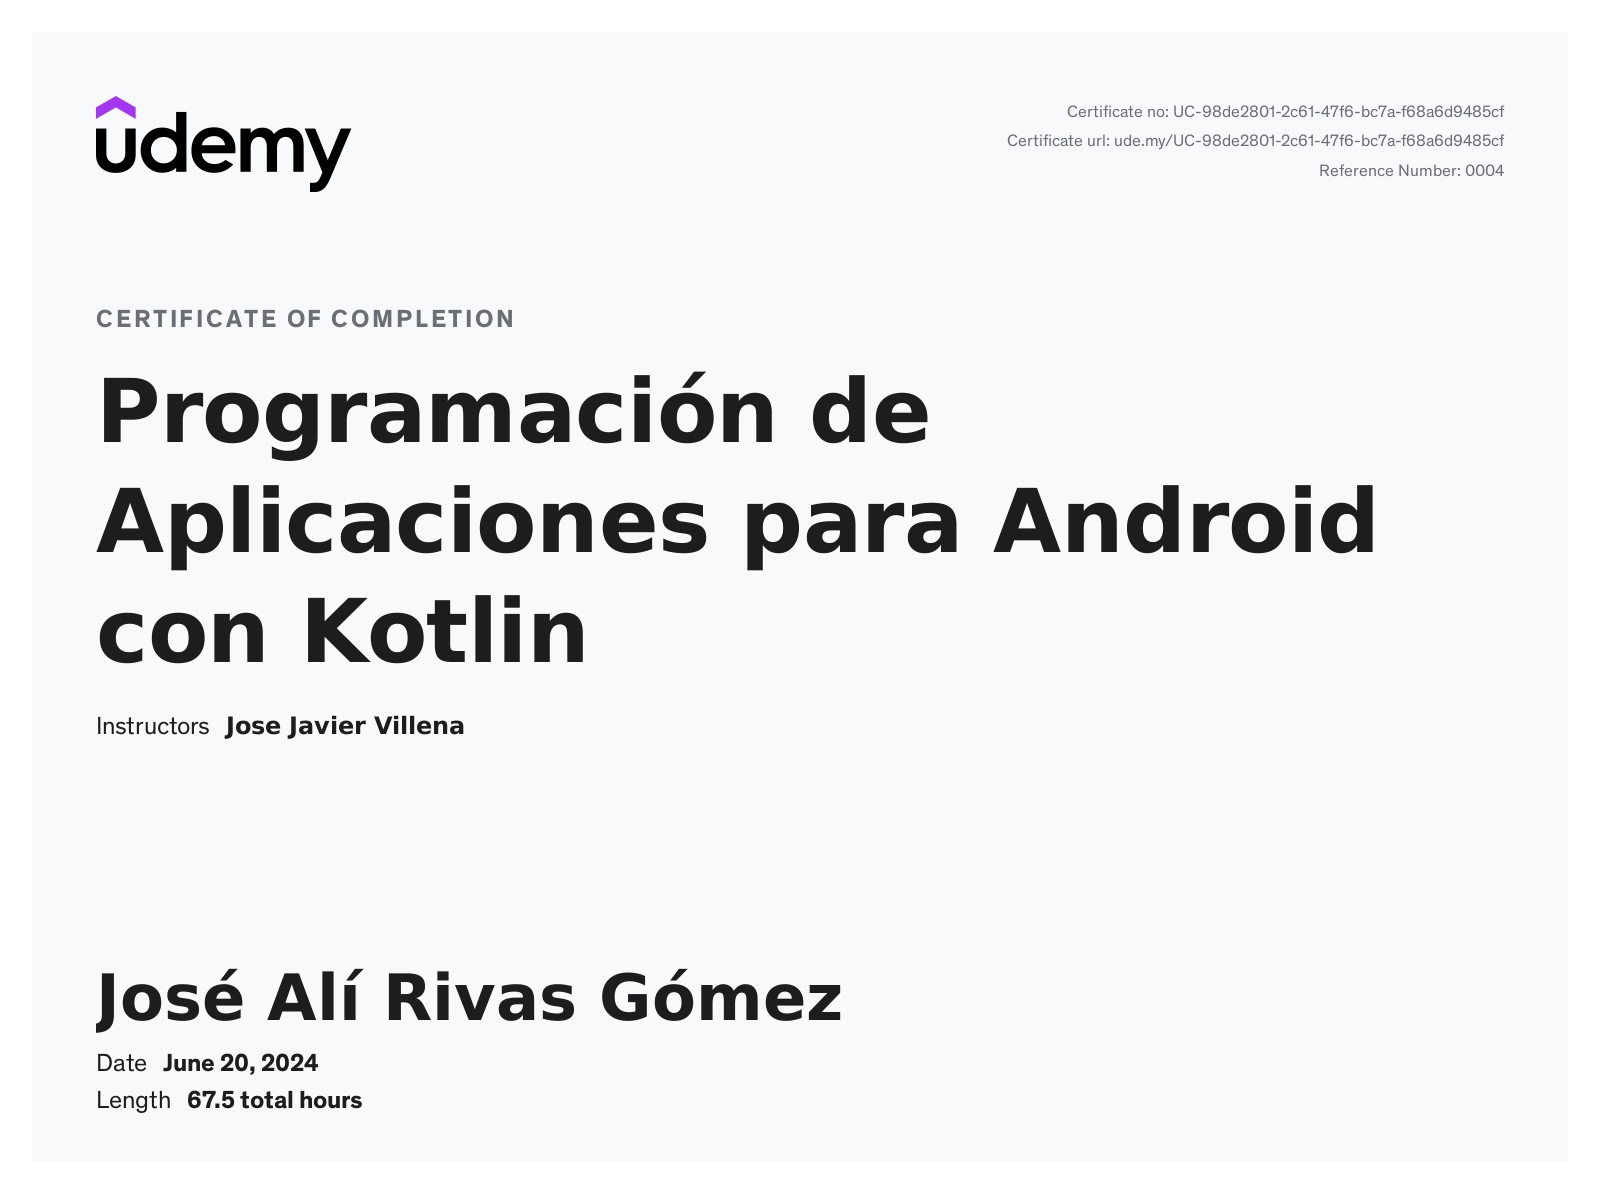 udemy
Certificate no: UC-98de2801-2c61-47f6-bc7a-f68a6d9485cf
Certificate url: ude.my/UC-98de2801-2c61-47f6-bc7a-f68a6d9485cf
Reference Number: 0004
CERTIFICATE OF COMPLETION
Programación de
Aplicaciones para Android
con Kotlin
Instructors Jose Javier Villena
José Alí Rivas Gómez
Date June 20, 2024
Length 67.5 total hours